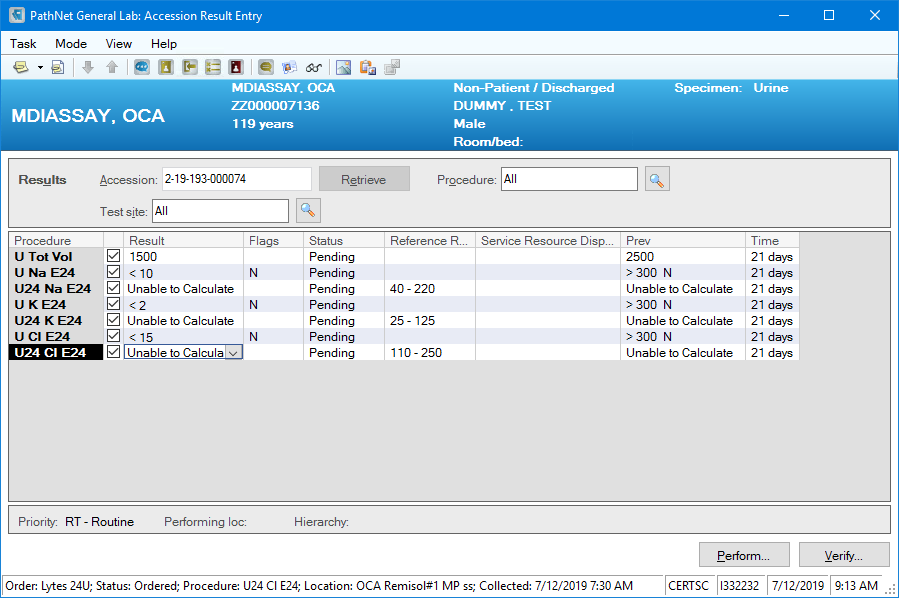 PathNet General Lab: Accession Result Entry
Task Mode View Help
MDIASSAY, OCA Non-Patient / Discharged Specimen: Urine
MDIASSAY, OCA ZZ000007136 DUMMY , TEST
119 years Male
Room/bed:
Results Accession: 2-19-193-000074 Retrieve Procedure: All
Test site: All
Procedure Result Flags Status Reference R... Service Resource Disp... Prev Time
U Tot Vol 1500 Pending 2500 21 days
U Na E24 < 10 N Pending > 300 N 21 days
U24 Na E24 Unable to Calculate Pending 40 - 220 Unable to Calculate 21 days
U K E24 < 2 N Pending > 300 N 21 days
U24 K E24 Unable to Calculate Pending 25 - 125 Unable to Calculate 21 days
U Cl E24 < 15 N Pending > 300 N 21 days
U24 Cl E24 Unable to Calcula Pending 110 - 250 Unable to Calculate 21 days
Priority: RT - Routine Performing loc: Hierarchy:
Perform... Verify...
Order: Lytes 24U; Status: Ordered; Procedure: U24 Cl E24; Location: OCA Remisol#1 MP ss; Collected: 7/12/2019 7:30 AM CERTSC I332232 7/12/2019 9:13 AM